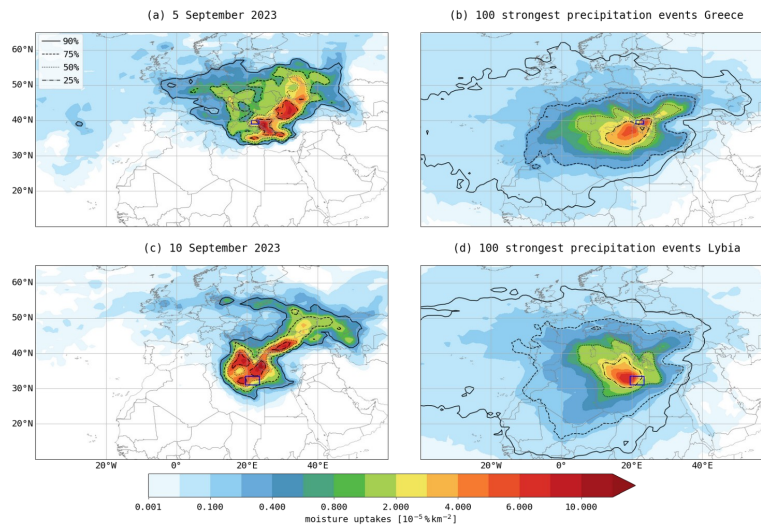 (a) 5 September 2023
(b) 100 strongest precipitation events Greece
90%
75%
50%
25%
60°N
50°N
40°N
30°N
20°N
(c) 10 September 2023
(d) 100 strongest precipitation events Lybia
60°N
50°N
40°N
30°N
20°N
20°W 0° 20°E 40°E 20°W 0° 20°E 40°E
0.001 0.100 0.400 0.800 2.000 4.000 6.000 10.000
moisture uptakes [10⁻⁵%km⁻²]